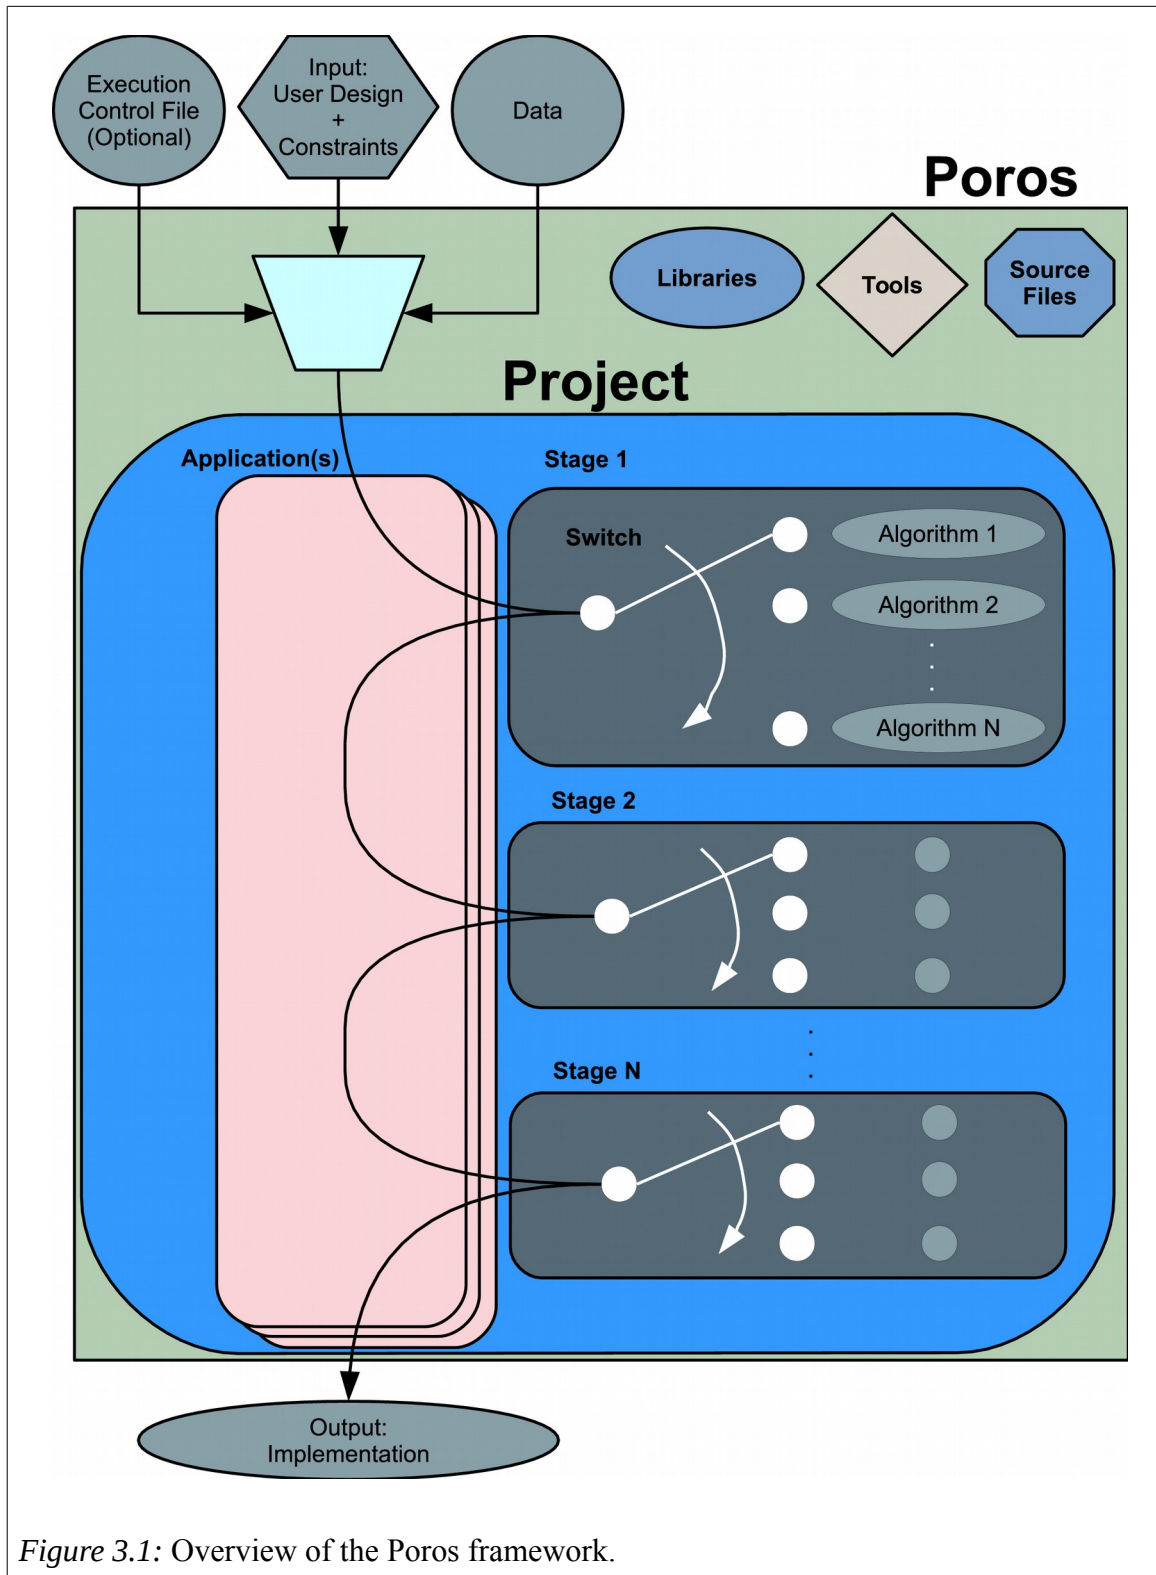 Execution
Control File
(Optional)
Input:
User Design
+
Constraints
Data
Poros
Libraries
Tools
Source
Files
Project
Application(s)
Stage 1
Switch
Algorithm 1
Algorithm 2
Algorithm N
Stage 2
Stage N
Output:
Implementation
Figure 3.1: Overview of the Poros framework.